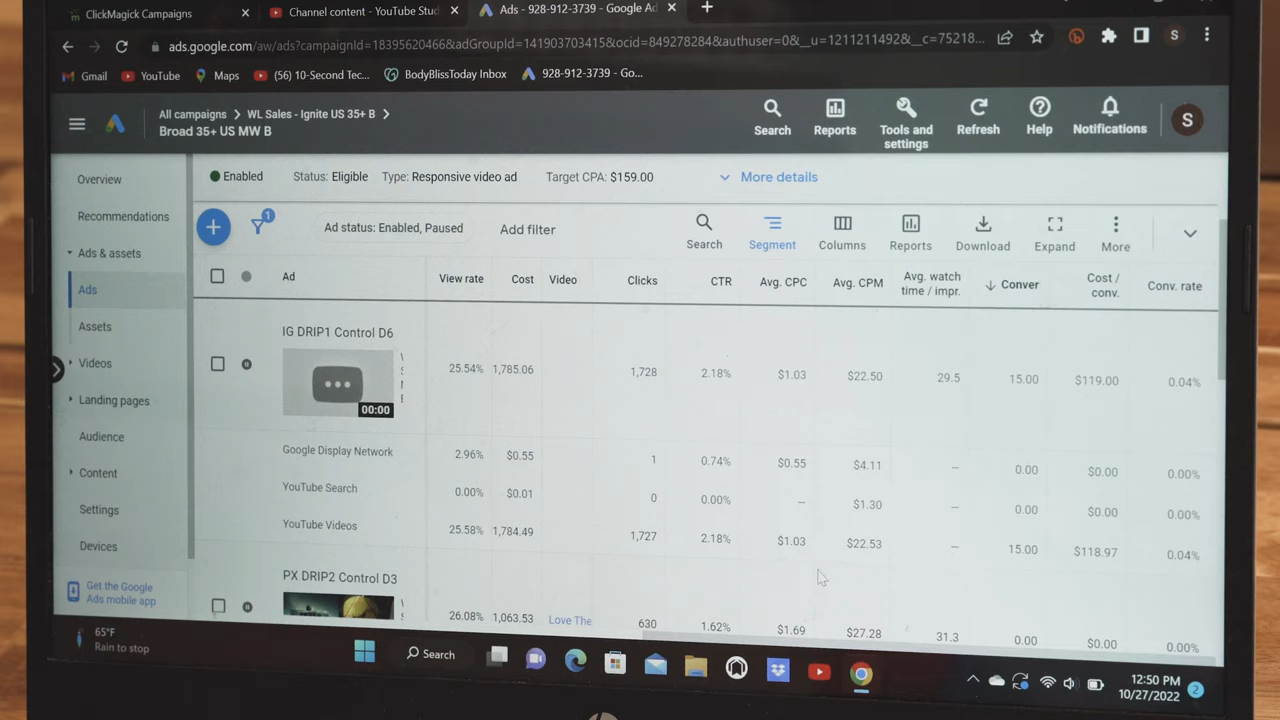 ClickMagick Campaigns
Channel content - YouTube Stud
Ads - 928-912-3739 - Google Ad
ads.google.com/aw/ads?campaignId=18395620466&adGroupId=141903703415&ocid=849278284&authuser=0&__u=1211211492&__c=75218...
S
Gmail
YouTube
Maps
(56) 10-Second Tec...
BodyBlissToday Inbox
928-912-3739 - Go...
All campaigns > WL Sales - Ignite US 35+ B >
Broad 35+ US MW B
Search
Reports
Tools and settings
Refresh
Help
Notifications
S
Overview
Recommendations
Ads & assets
Ads
Assets
Videos
Landing pages
Audience
Content
Settings
Devices
Get the Google
Ads mobile app
Enabled Status: Eligible Type: Responsive video ad Target CPA: $159.00 More details
1
Ad status: Enabled, Paused
Add filter
Search
Segment
Columns
Reports
Download
Expand
More
Ad View rate Cost Video Clicks CTR Avg. CPC Avg. CPM Avg. watch time / impr. ↓ Conver Cost / conv. Conv. rate
IG DRIP1 Control D6
00:00
25.54% 1,785.06 1,728 2.18% $1.03 $22.50 29.5 15.00 $119.00 0.04%
Google Display Network 2.96% $0.55 1 0.74% $0.55 $4.11 – 0.00 $0.00 0.00%
YouTube Search 0.00% $0.01 0 0.00% – $1.30 – 0.00 $0.00 0.00%
YouTube Videos 25.58% 1,784.49 1,727 2.18% $1.03 $22.53 – 15.00 $118.97 0.04%
PX DRIP2 Control D3
26.08% 1,063.53 Love The 630 1.62% $1.69 $27.28 31.3 0.00 $0.00 0.00%
65°F
Rain to stop
Search
12:50 PM
10/27/2022
2